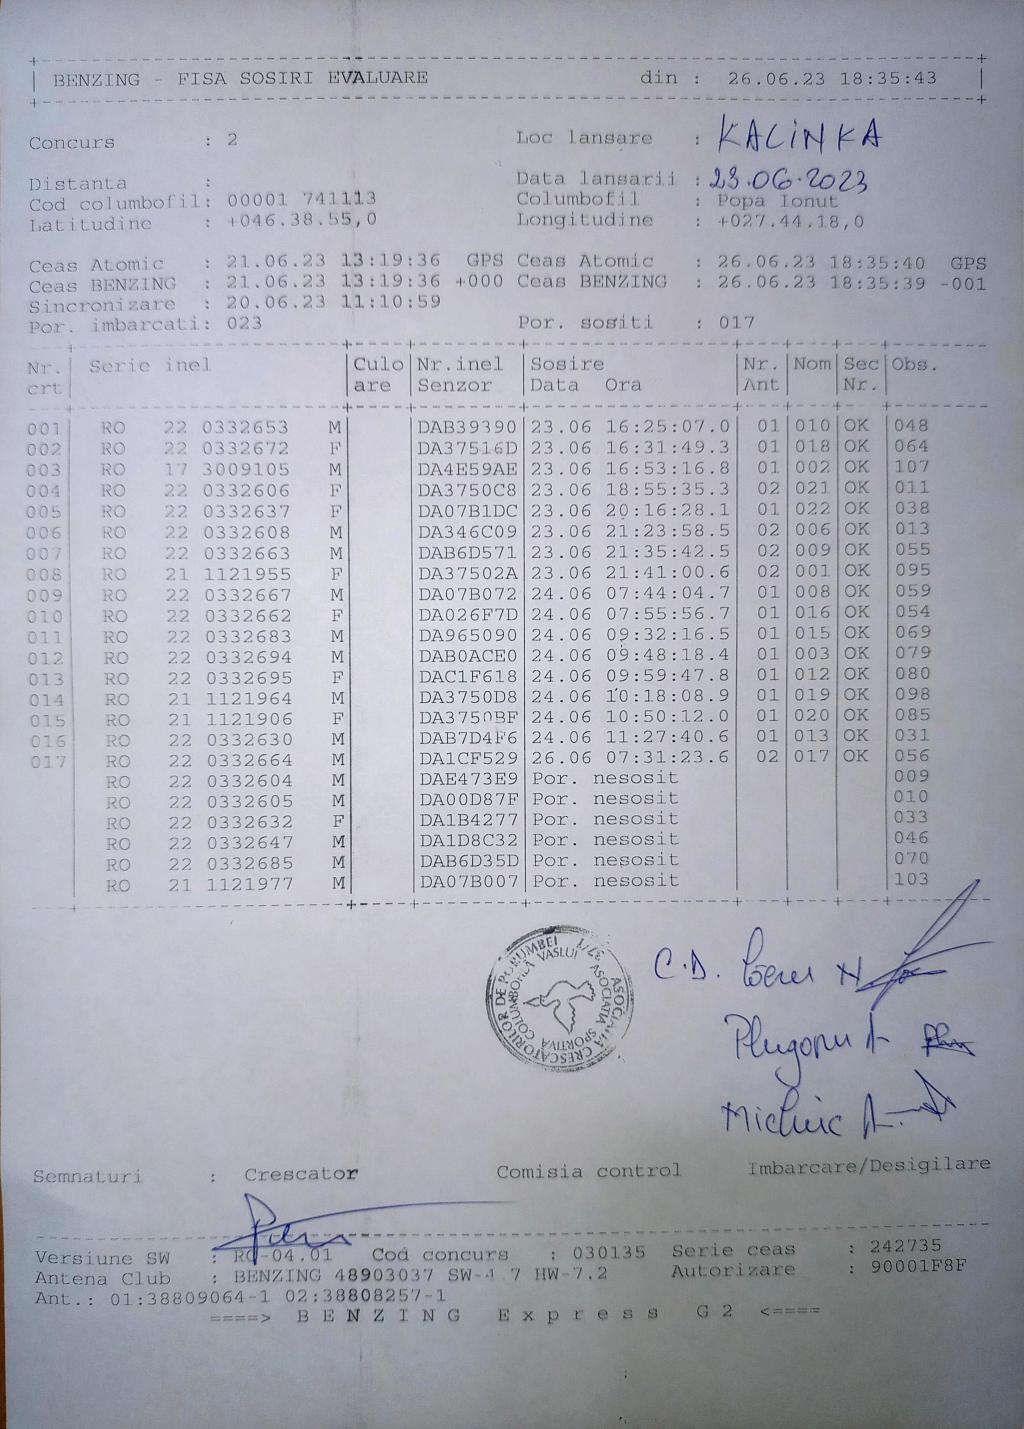 BENZING - FISA SOSIRI EVALUARE din : 26.06.23 18:35:43
Concurs : 2 Loc lansare : KALINKA
Distanta : Data lansarii : 23.06.2023
Cod columbofil: 00001 741113 Columbofil : Popa Ionut
Latitudine : +046.38.55,0 Longitudine : +027.44.18,0
Ceas Atomic : 21.06.23 13:19:36 GPS Ceas Atomic : 26.06.23 18:35:40 GPS
Ceas BENZING : 21.06.23 13:19:36 +000 Ceas BENZING : 26.06.23 18:35:39 -001
Sincronizare : 20.06.23 11:10:59
Por. imbarcati: 023 Por. sositi : 017
Nr. Serie inel Culo Nr.inel Sosire Nr. Nom Sec Obs.
crt are Senzor Data Ora Ant Nr.
001 RO 22 0332653 M DAB39390 23.06 16:25:07.0 01 010 OK 048
002 RO 22 0332672 F DA37516D 23.06 16:31:49.3 01 018 OK 064
003 RO 17 3009105 M DA4E59AE 23.06 16:53:16.8 01 002 OK 107
004 RO 22 0332606 F DA3750C8 23.06 18:55:35.3 02 021 OK 011
005 RO 22 0332637 F DA07B1DC 23.06 20:16:28.1 01 022 OK 038
006 RO 22 0332608 M DA346C09 23.06 21:23:58.5 02 006 OK 013
007 RO 22 0332663 M DAB6D571 23.06 21:35:42.5 02 009 OK 055
008 RO 21 1121955 F DA37502A 23.06 21:41:00.6 02 001 OK 095
009 RO 22 0332667 M DA07B072 24.06 07:44:04.7 01 008 OK 059
010 RO 22 0332662 F DA026F7D 24.06 07:55:56.7 01 016 OK 054
011 RO 22 0332683 M DA965090 24.06 09:32:16.5 01 015 OK 069
012 RO 22 0332694 M DAB0ACE0 24.06 09:48:18.4 01 003 OK 079
013 RO 22 0332695 F DAC1F618 24.06 09:59:47.8 01 012 OK 080
014 RO 21 1121964 M DA3750D8 24.06 10:18:08.9 01 019 OK 098
015 RO 21 1121906 F DA3750BF 24.06 10:50:12.0 01 020 OK 085
016 RO 22 0332630 M DAB7D4F6 24.06 11:27:40.6 01 013 OK 031
017 RO 22 0332664 M DA1CF529 26.06 07:31:23.6 02 017 OK 056
RO 22 0332604 M DAE473E9 Por. nesosit 009
RO 22 0332605 M DA00D87F Por. nesosit 010
RO 22 0332632 F DA1B4277 Por. nesosit 033
RO 22 0332647 M DA1D8C32 Por. nesosit 046
RO 22 0332685 M DAB6D35D Por. nesosit 070
RO 21 1121977 M DA07B007 Por. nesosit 103
ASOCIATIA CRESCATORILOR DE PORUMBEI
ASOCIATIA SPORTIVA COLUMBOFILA VASLUI
C.D.
Plugonu A
Semnaturi : Crescator Comisia control Imbarcare/Desigilare
Versiune SW : RO-04.01 Cod concurs : 030135 Serie ceas : 242735
Antena Club : BENZING 48903037 SW-4.7 HW-7.2 Autorizare : 90001F8F
Ant.: 01:38809064-1 02:38808257-1
====> B E N Z I N G E x p r e s s G 2 <====